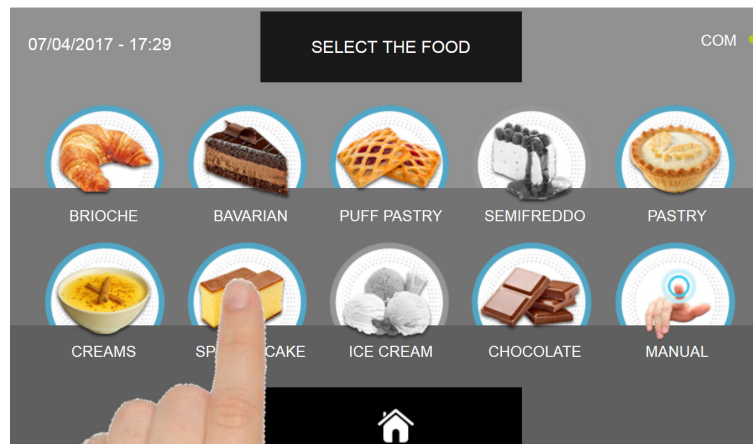 07/04/2017 - 17:29
SELECT THE FOOD
COM
BRIOCHE
BAVARIAN
PUFF PASTRY
SEMIFREDDO
PASTRY
CREAMS
CAKE
ICE CREAM
CHOCOLATE
MANUAL